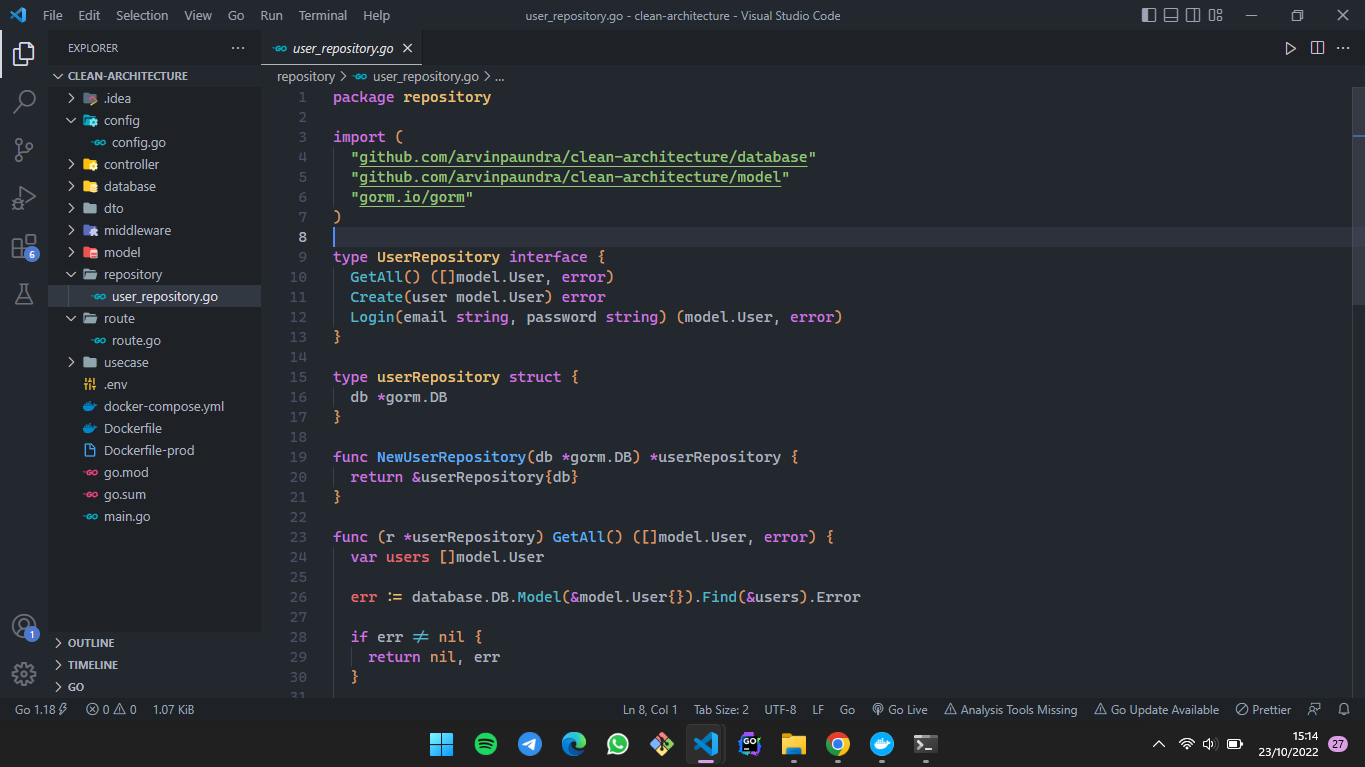 File Edit Selection View Go Run Terminal Help
user_repository.go - clean-architecture - Visual Studio Code
EXPLORER
user_repository.go
CLEAN-ARCHITECTURE
.idea
config
config.go
controller
database
dto
middleware
model
repository
user_repository.go
route
route.go
usecase
.env
docker-compose.yml
Dockerfile
Dockerfile-prod
go.mod
go.sum
main.go
OUTLINE
TIMELINE
GO
6
1
repository > user_repository.go > ...
1 package repository
2
3 import (
4 "github.com/arvinpaundra/clean-architecture/database"
5 "github.com/arvinpaundra/clean-architecture/model"
6 "gorm.io/gorm"
7 )
8
9 type UserRepository interface {
10 GetAll() ([]model.User, error)
11 Create(user model.User) error
12 Login(email string, password string) (model.User, error)
13 }
14
15 type userRepository struct {
16 db *gorm.DB
17 }
18
19 func NewUserRepository(db *gorm.DB) *userRepository {
20 return &userRepository{db}
21 }
22
23 func (r *userRepository) GetAll() ([]model.User, error) {
24 var users []model.User
25
26 err := database.DB.Model(&model.User{}).Find(&users).Error
27
28 if err != nil {
29 return nil, err
30 }
31
Go 1.18 0 0 1.07 KiB Ln 8, Col 1 Tab Size: 2 UTF-8 LF Go Go Live Analysis Tools Missing Go Update Available Prettier
GO
15:14
23/10/2022
27